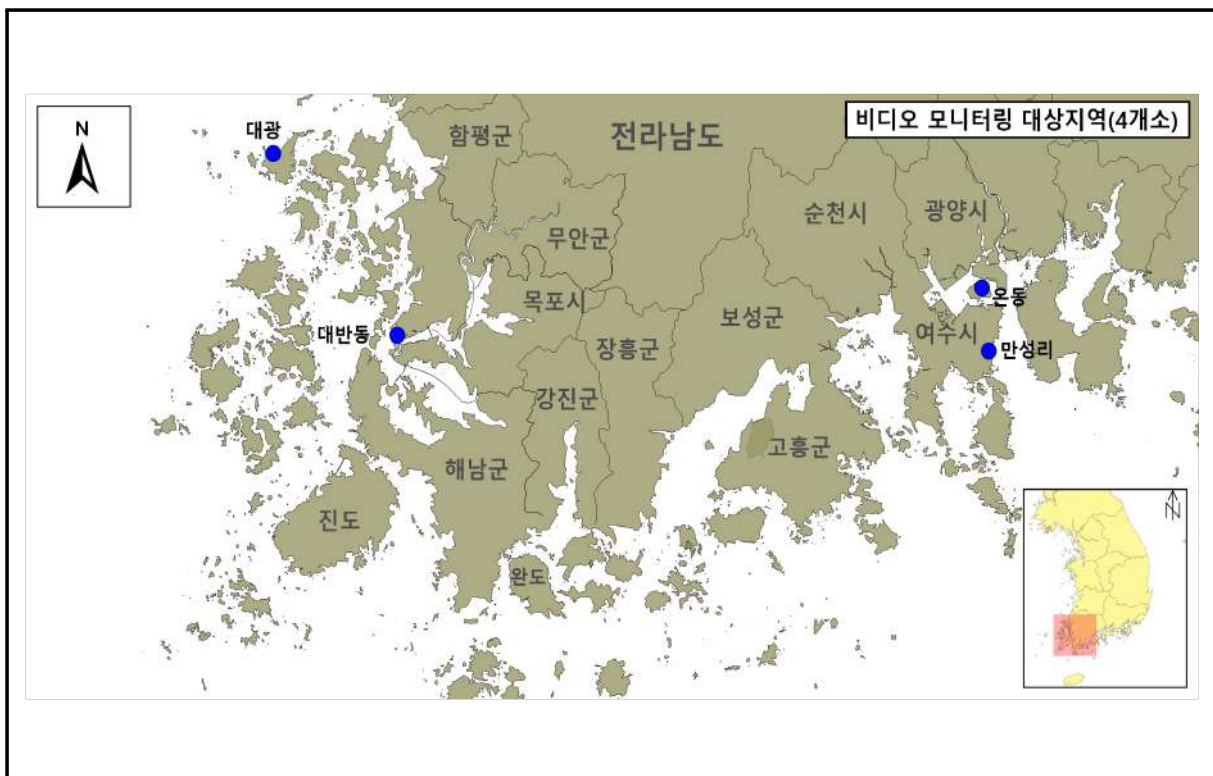 비디오 모니터링 대상지역(4개소)
N
대광
함평군
전라남도
순천시
광양시
무안군
목포시
온동
대반동
보성군
여수시
장흥군
만성리
강진군
고흥군
해남군
진도
완도
N